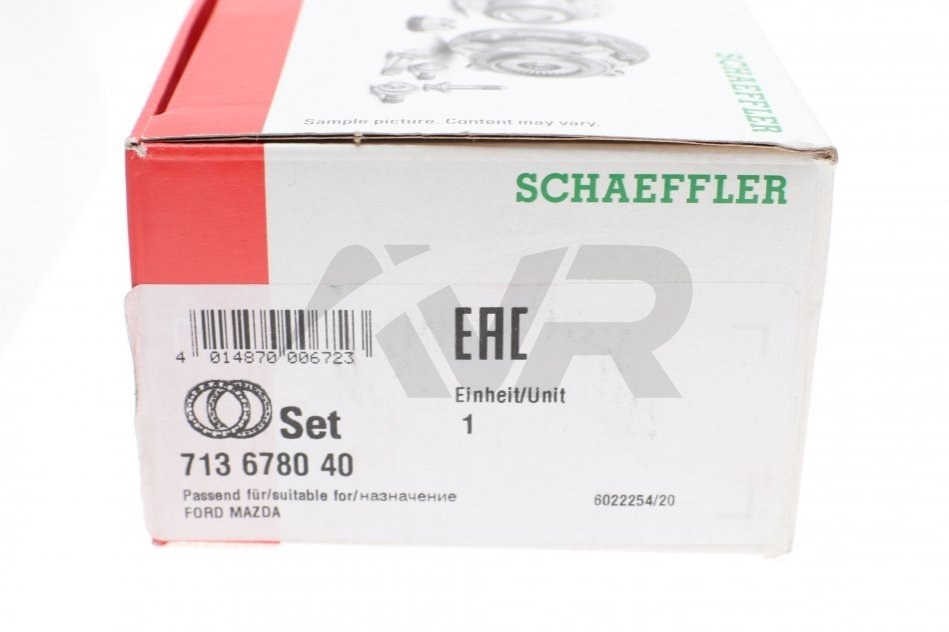 SCHAEFFLER
Sample picture. Content may vary.
SCHAEFFLER
KVR
4 014870 006723
EAC
Einheit/Unit
1
Set
713 6780 40
Passend für/suitable for/назначение
FORD MAZDA
6022254/20